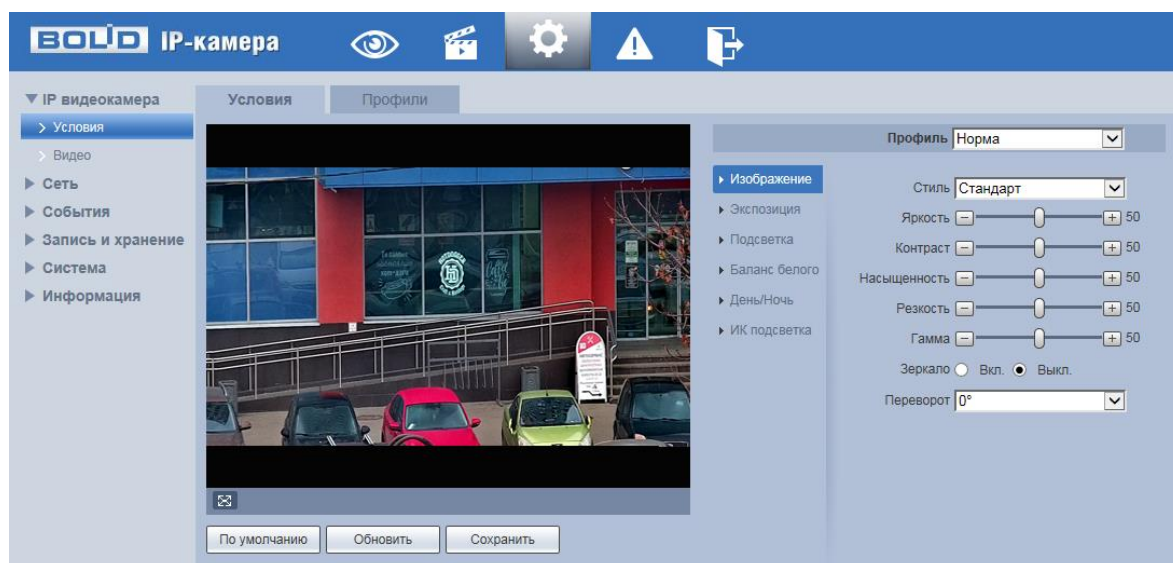 BOLID IP-камера
IP видеокамера
Условия
Видео
Сеть
События
Запись и хранение
Система
Информация
Условия
Профили
По умолчанию
Обновить
Сохранить
Профиль Норма
Изображение
Экспозиция
Подсветка
Баланс белого
День/Ночь
ИК подсветка
Стиль Стандарт
Яркость 50
Контраст 50
Насыщенность 50
Резкость 50
Гамма 50
Зеркало Вкл. Выкл.
Переворот 0°